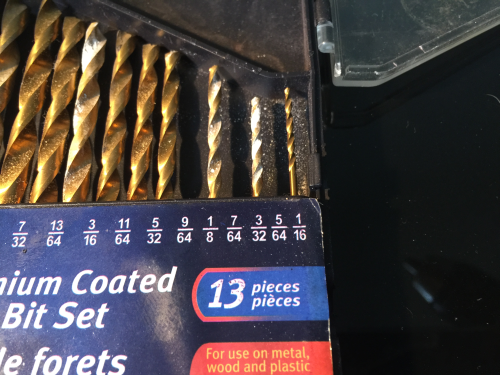 7/32 13/64 3/16 11/64 5/32 9/64 1/8 7/64 3/32 5/64 1/16
nium Coated
Bit Set
le forets
13 pieces
pièces
For use on metal,
wood and plastic